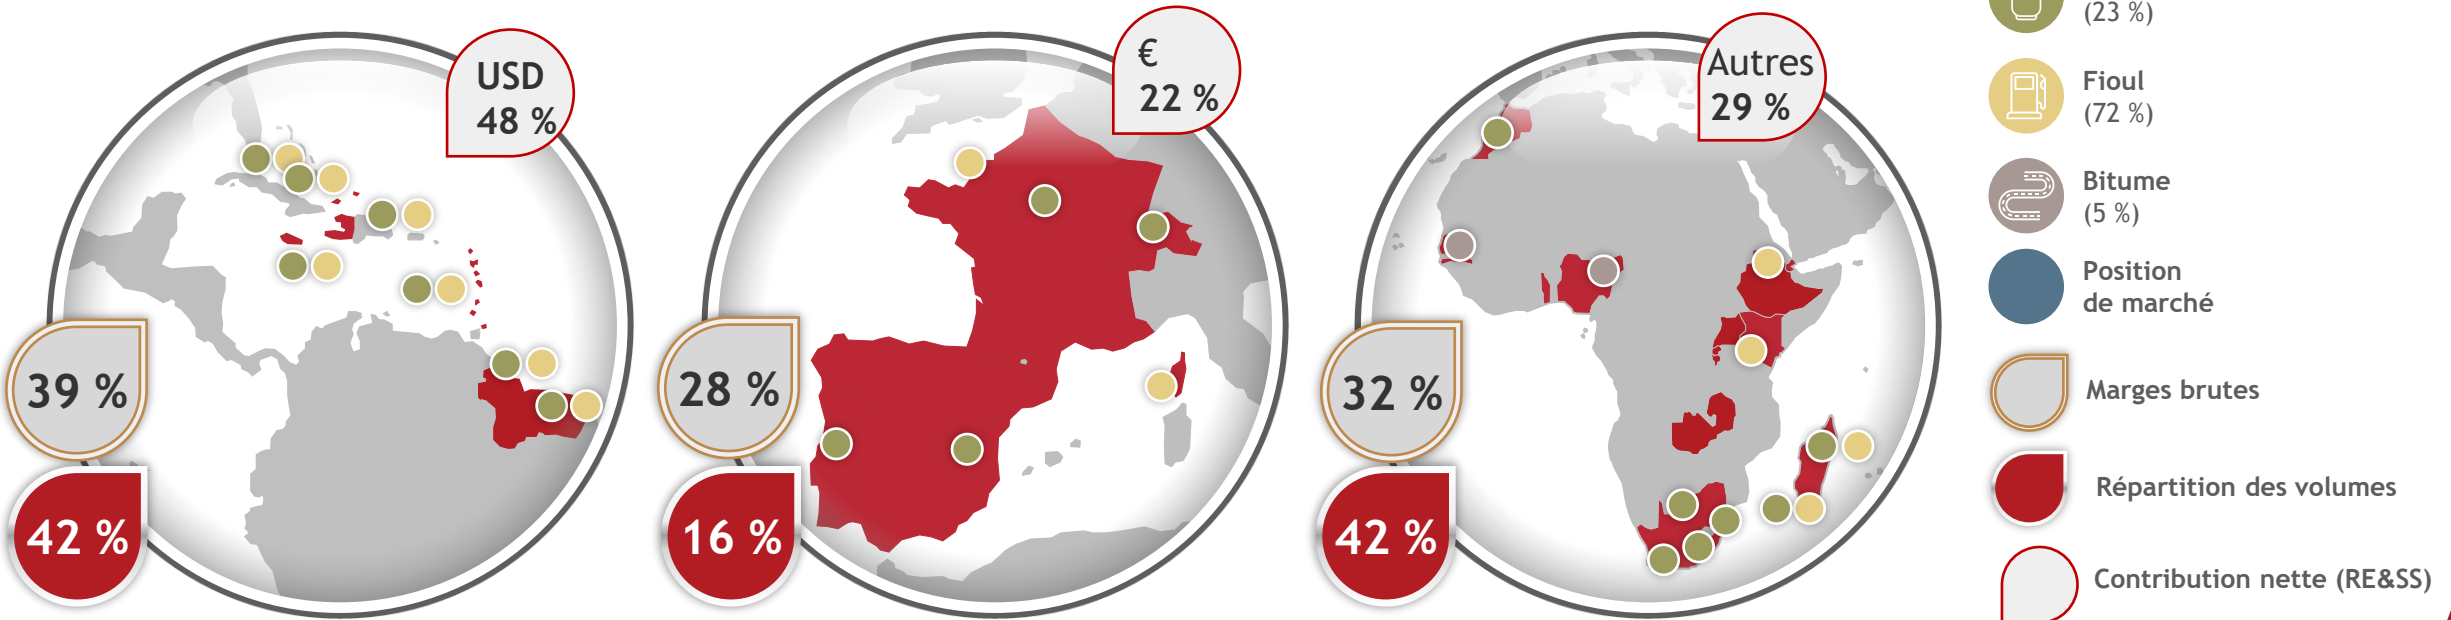 USD
48 %
39 %
42 %
€
22 %
28 %
16 %
Autres
29 %
32 %
42 %
(23 %)
Fioul
(72 %)
Bitume
(5 %)
Position
de marché
Marges brutes
Répartition des volumes
Contribution nette (RE&SS)